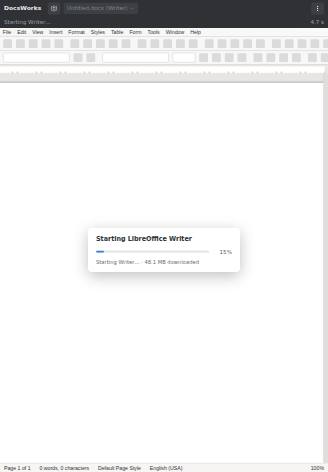 DocsWorks Untitled.docx (Writer)
Starting Writer... 4.7 s
File Edit View Insert Format Styles Table Form Tools Window Help
Starting LibreOffice Writer
15%
Starting Writer... · 48.1 MB downloaded
Page 1 of 1 0 words, 0 characters Default Page Style English (USA) 100%